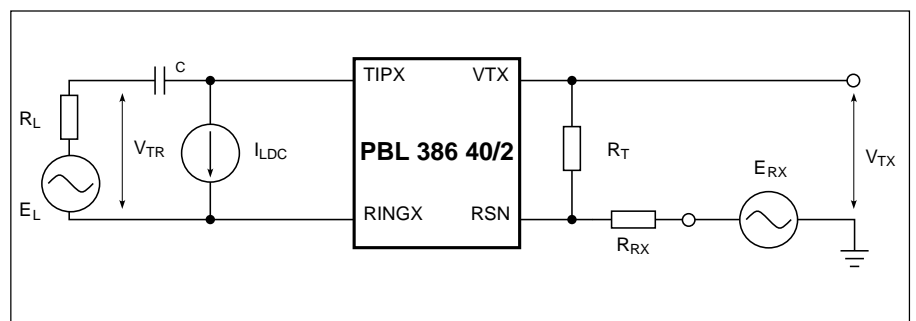 C
TIPX VTX
R_L
V_TR
I_LDC
PBL 386 40/2
R_T
V_TX
E_RX
E_L
RINGX RSN
R_RX